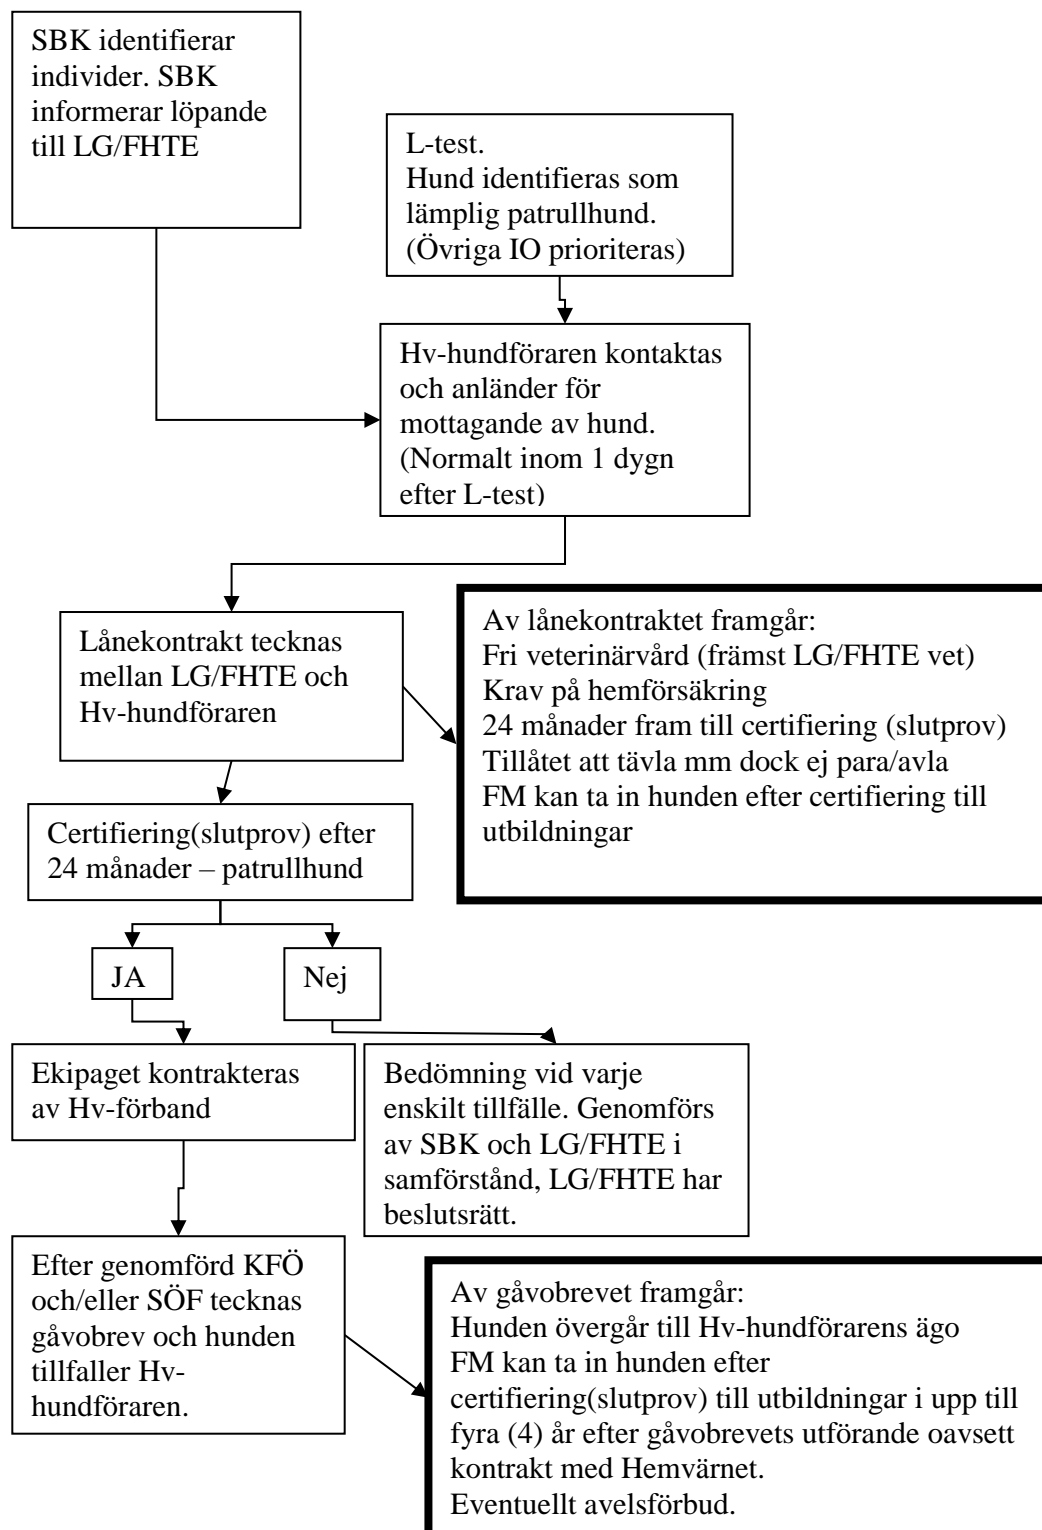 SBK identifierar
individer. SBK
informerar löpande
till LG/FHTE
L-test.
Hund identifieras som
lämplig patrullhund.
(Övriga IO prioriteras)
Hv-hundföraren kontaktas
och anländer för
mottagande av hund.
(Normalt inom 1 dygn
efter L-test)
Lånekontrakt tecknas
mellan LG/FHTE och
Hv-hundföraren
Av lånekontraktet framgår:
Fri veterinärvård (främst LG/FHTE vet)
Krav på hemförsäkring
24 månader fram till certifiering (slutprov)
Tillåtet att tävla mm dock ej para/avla
FM kan ta in hunden efter certifiering till
utbildningar
Certifiering(slutprov) efter
24 månader – patrullhund
JA
Nej
Ekipaget kontrakteras
av Hv-förband
Bedömning vid varje
enskilt tillfälle. Genomförs
av SBK och LG/FHTE i
samförstånd, LG/FHTE har
beslutsrätt.
Efter genomförd KFÖ
och/eller SÖF tecknas
gåvobrev och hunden
tillfaller Hv-
hundföraren.
Av gåvobrevet framgår:
Hunden övergår till Hv-hundförarens ägo
FM kan ta in hunden efter
certifiering(slutprov) till utbildningar i upp till
fyra (4) år efter gåvobrevets utförande oavsett
kontrakt med Hemvärnet.
Eventuellt avelsförbud.